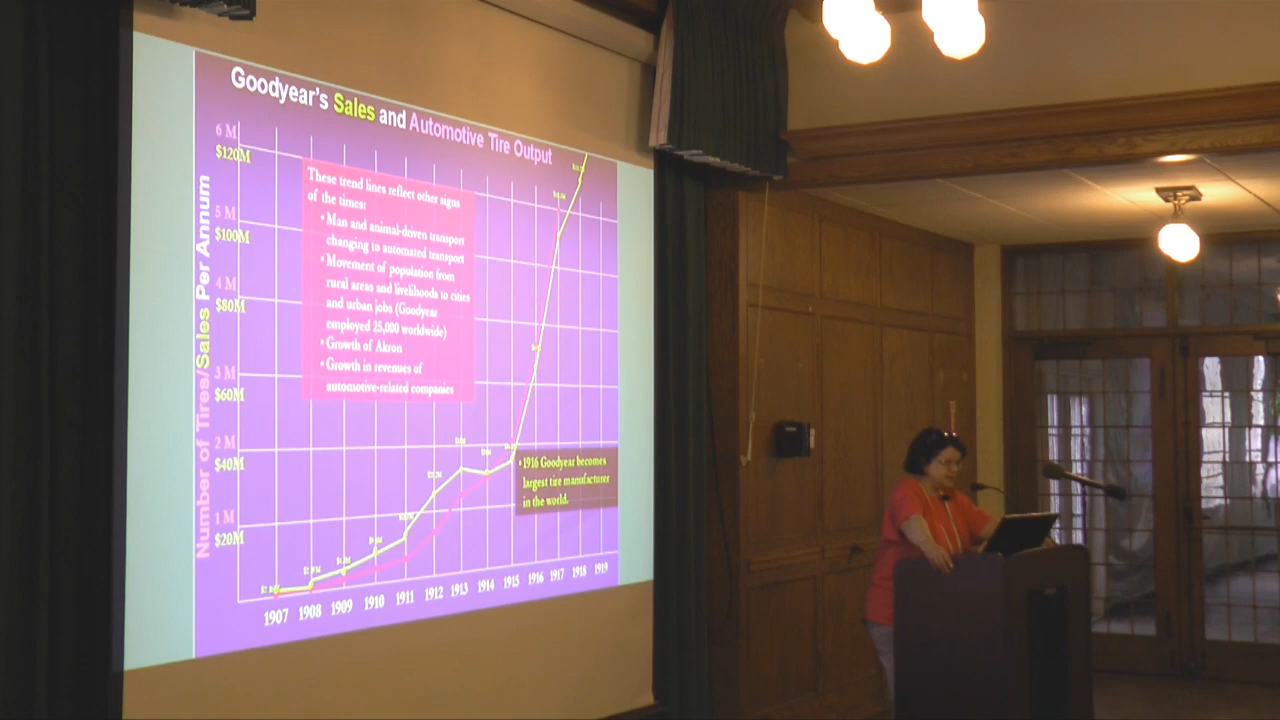 Goodyear's Sales and Automotive Tire Output
6 M
$120M
5 M
$100M
4 M
$80M
3 M
$60M
2 M
$40M
1 M
$20M
Number of Tires/Sales Per Annum
These trend lines reflect other signs
of the times:
• Man and animal-driven transport
changing to automated transport
• Movement of population from
rural areas and livelihoods to cities
and urban jobs (Goodyear
employed 25,000 worldwide)
• Growth of Akron
• Growth in revenues of
automotive-related companies
• 1916 Goodyear becomes
largest tire manufacturer
in the world.
1907 1908 1909 1910 1911 1912 1913 1914 1915 1916 1917 1918 1919